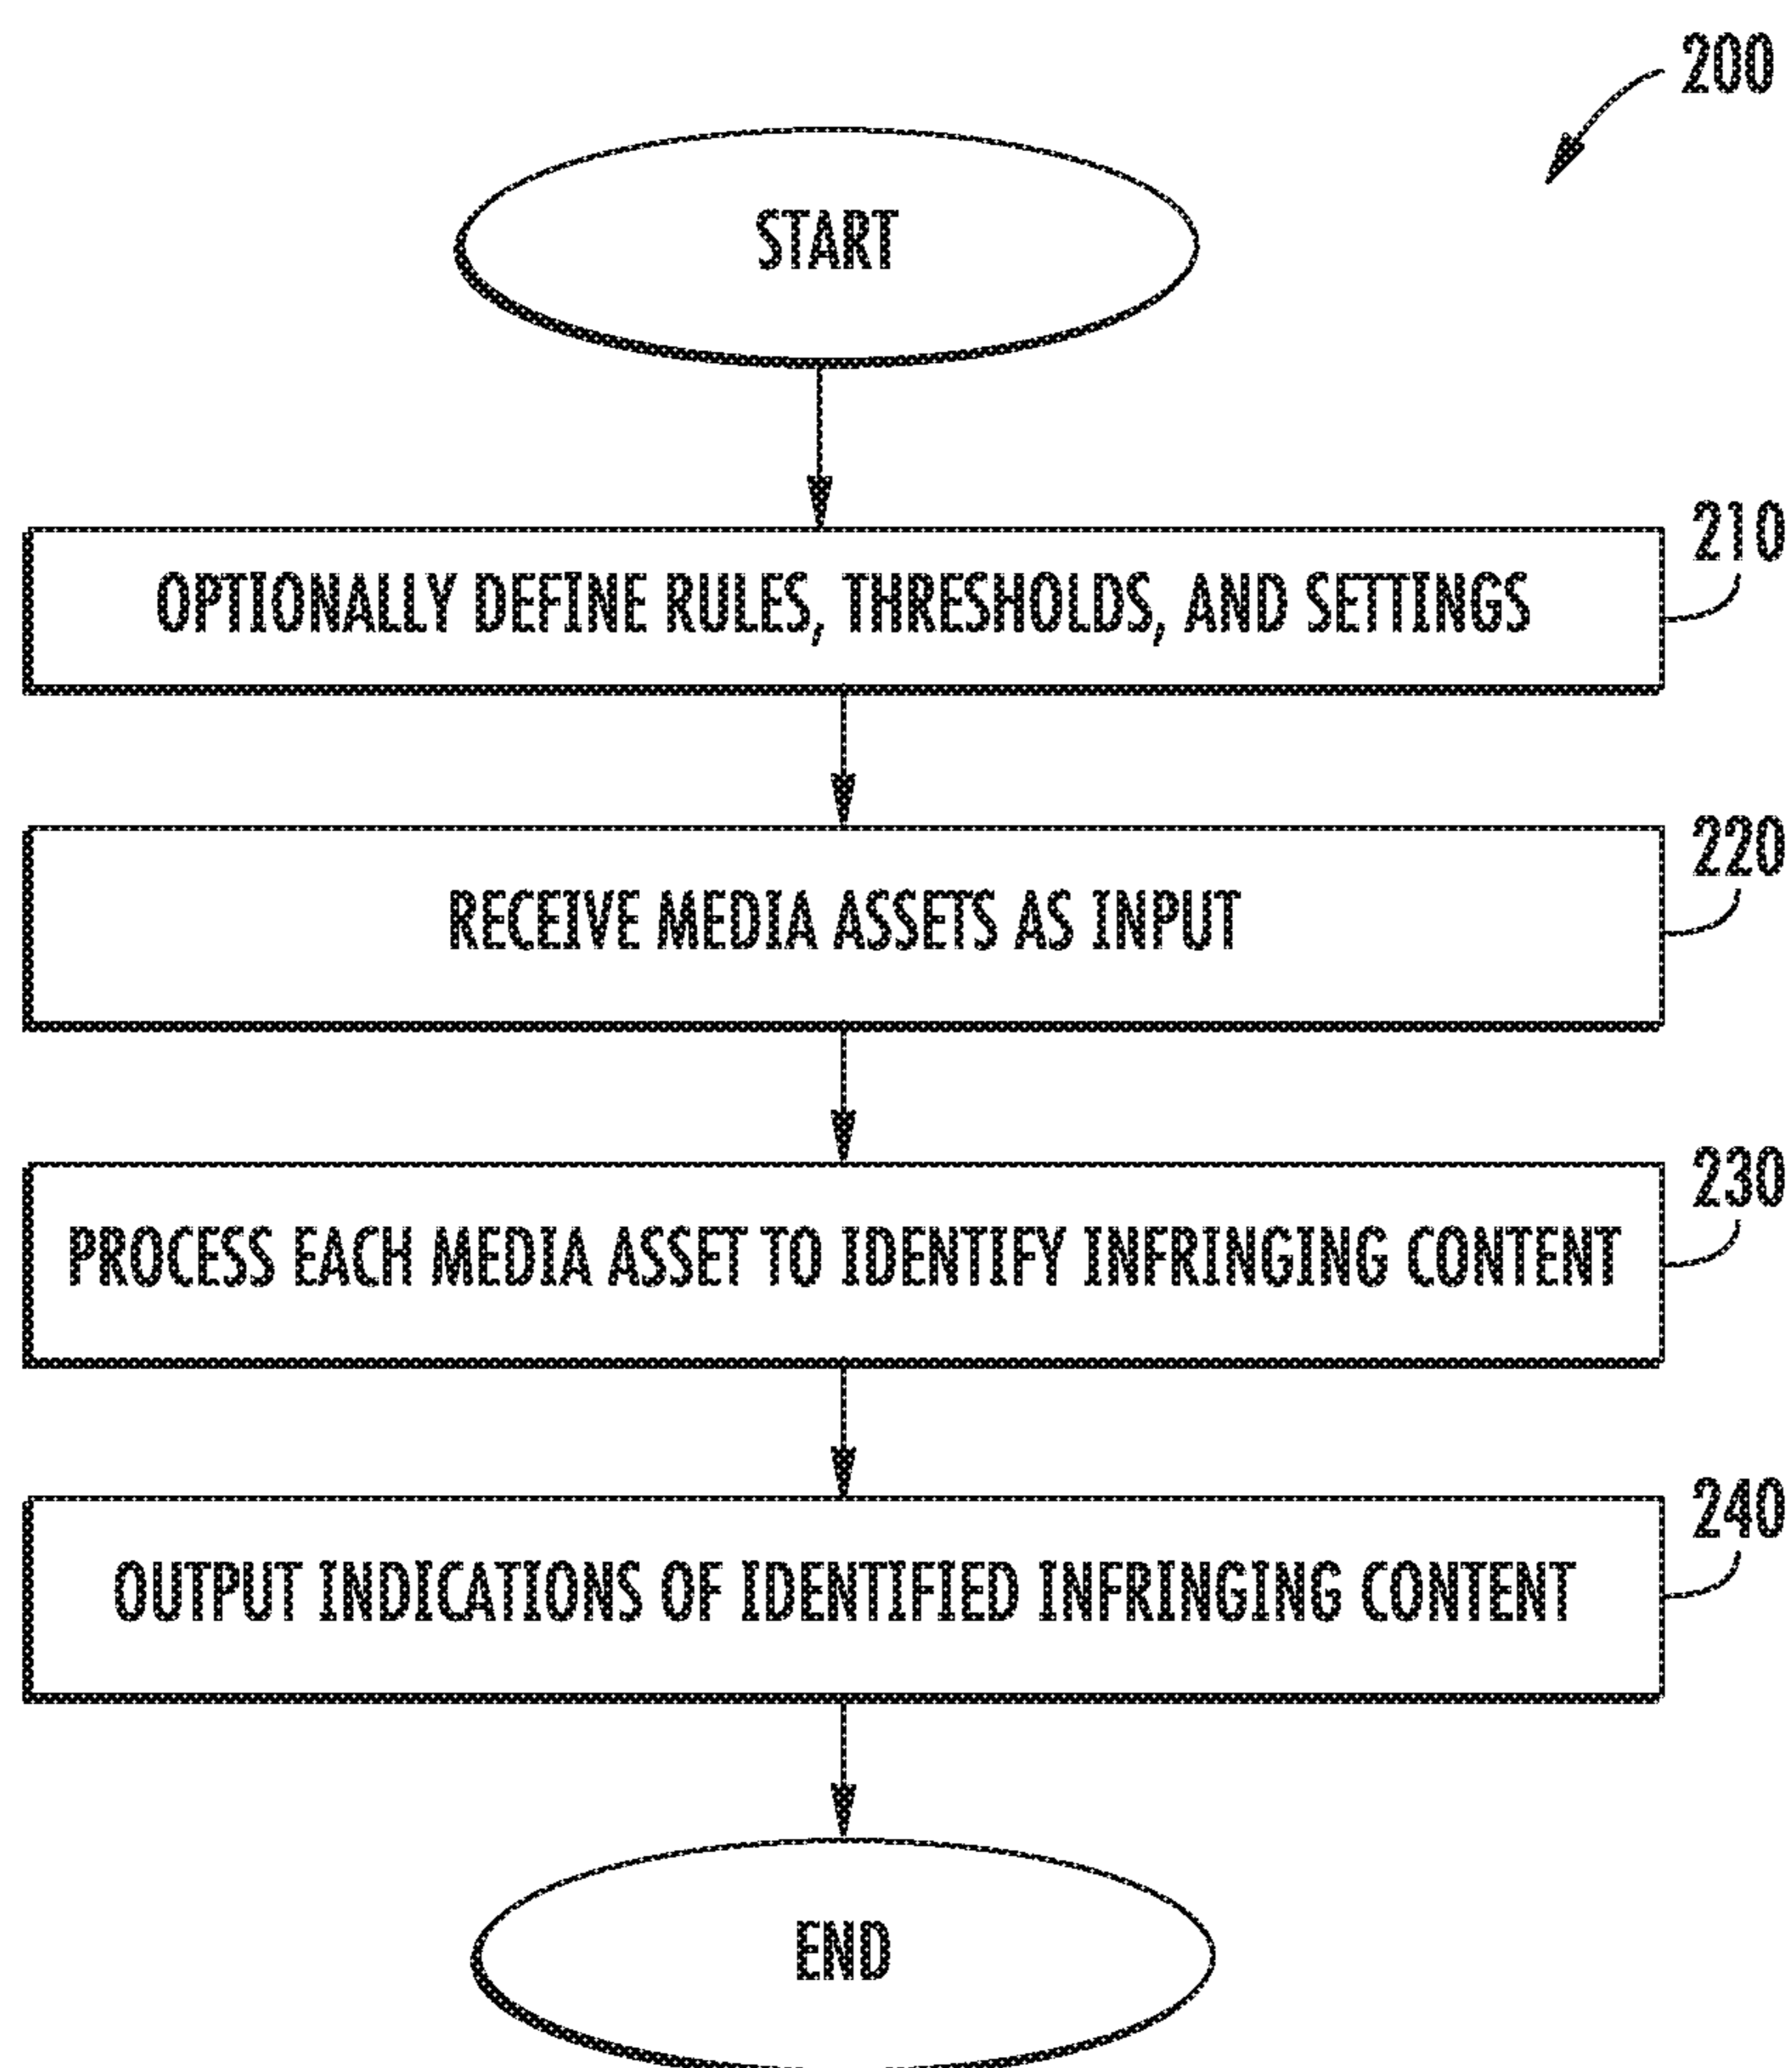 200
START
OPTIONALLY DEFINE RULES, THRESHOLDS, AND SETTINGS
210
RECEIVE MEDIA ASSETS AS INPUT
220
PROCESS EACH MEDIA ASSET TO IDENTIFY INFRINGING CONTENT
230
OUTPUT INDICATIONS OF IDENTIFIED INFRINGING CONTENT
240
END